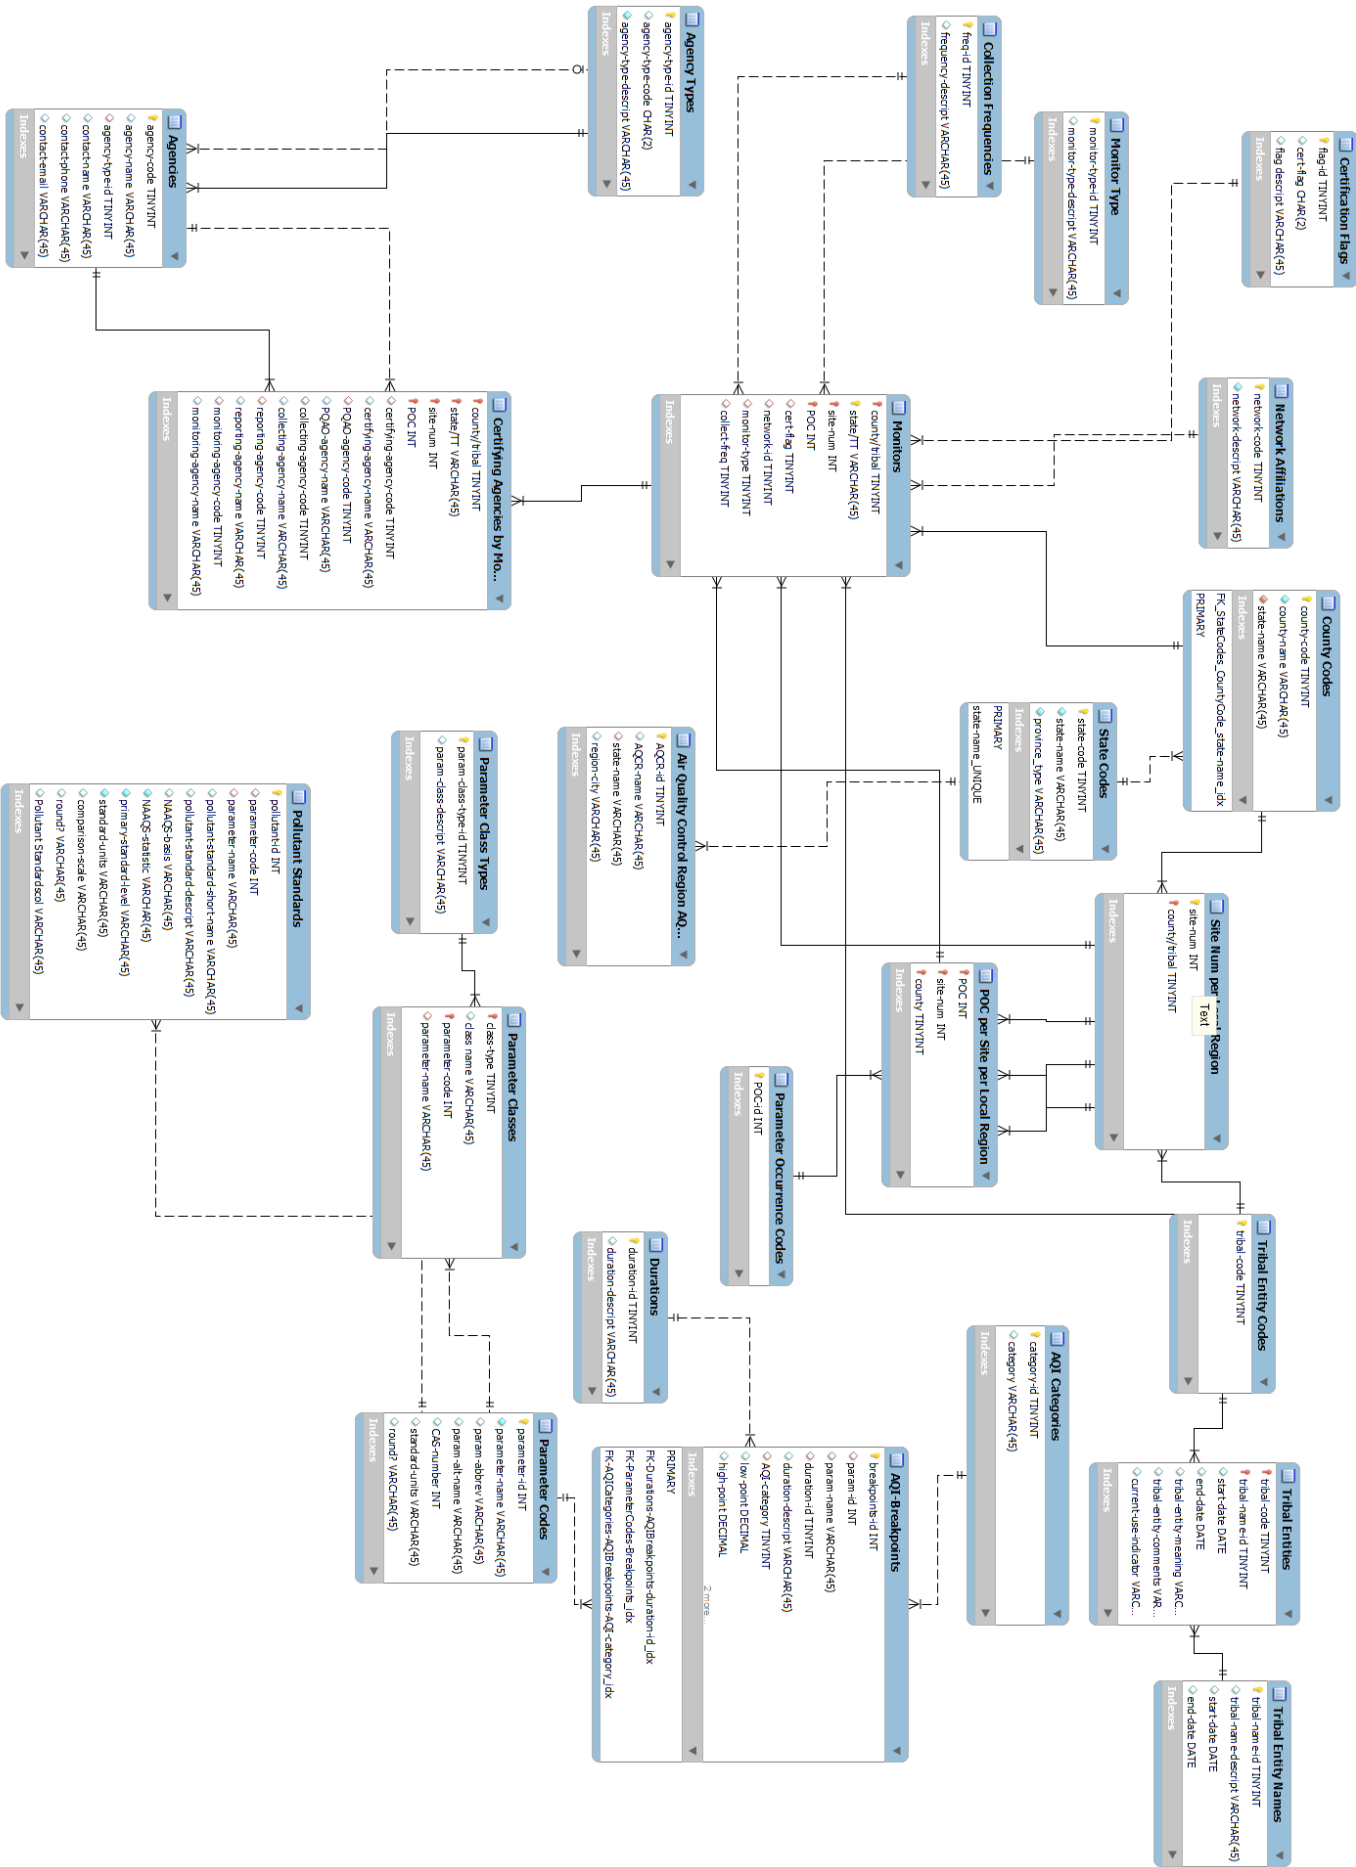 Certification Flags
flag-id TINYINT
cert-flag CHAR(2)
flag descript VARCHAR(45)
Indexes
Monitor Type
monitor-type-id TINYINT
monitor-type-descript VARCHAR(45)
Indexes
Collection Frequencies
freq-id TINYINT
frequency-descript VARCHAR(45)
Indexes
Agency Types
agency-type-id TINYINT
agency-type-code CHAR(2)
agency-type-descript VARCHAR(45)
Indexes
Agencies
agency-code TINYINT
agency-name VARCHAR(45)
agency-type-id TINYINT
contact-name VARCHAR(45)
contact-phone VARCHAR(45)
contact-email VARCHAR(45)
Indexes
Network Affiliations
network-code TINYINT
network-descript VARCHAR(45)
Indexes
Monitors
county/tribal TINYINT
state/TT VARCHAR(45)
site-num INT
POC INT
cert-flag TINYINT
network-id TINYINT
monitor-type TINYINT
collect-freq TINYINT
Indexes
Certifying Agencies by Mo...
county/tribal TINYINT
state/TT VARCHAR(45)
site-num INT
POC INT
certifying-agency-code TINYINT
certifying-agency-name VARCHAR(45)
PQAO-agency-code TINYINT
PQAO-agency-name VARCHAR(45)
collecting-agency-code TINYINT
collecting-agency-name VARCHAR(45)
reporting-agency-code TINYINT
reporting-agency-name VARCHAR(45)
monitoring-agency-code TINYINT
monitoring-agency-name VARCHAR(45)
Indexes
County Codes
county-code TINYINT
county-name VARCHAR(45)
state-name VARCHAR(45)
Indexes
FK_StateCodes_CountyCode_state-name_idx
PRIMARY
State Codes
state-code TINYINT
state-name VARCHAR(45)
province_type VARCHAR(45)
Indexes
PRIMARY
state-name_UNIQUE
Air Quality Control Region AQ...
AQCR-id TINYINT
AQCR-name VARCHAR(45)
state-name VARCHAR(45)
region-city VARCHAR(45)
Indexes
Parameter Class Types
param-class-type-id TINYINT
param-class-descript VARCHAR(45)
Indexes
Pollutant Standards
pollutant-id INT
parameter-code INT
parameter-name VARCHAR(45)
pollutant-standard-short-name VARCHAR(45)
pollutant-standard-descript VARCHAR(45)
NAAQS-basis VARCHAR(45)
NAAQS-statistic VARCHAR(45)
primary-standard-level VARCHAR(45)
standard-units VARCHAR(45)
comparison-scale VARCHAR(45)
round? VARCHAR(45)
Pollutant Standardscol VARCHAR(45)
Indexes
Site Num per Local Region
Text
site-num INT
county/tribal TINYINT
Indexes
POC per Site per Local Region
POC INT
site-num INT
county TINYINT
Indexes
Parameter Occurrence Codes
POC-id INT
Indexes
Parameter Classes
class-type TINYINT
class name VARCHAR(45)
parameter-code INT
parameter-name VARCHAR(45)
Indexes
Tribal Entity Codes
tribal-code TINYINT
Indexes
Durations
duration-id TINYINT
duration-descript VARCHAR(45)
Indexes
AQI Categories
category-id TINYINT
category VARCHAR(45)
Indexes
Parameter Codes
parameter-id INT
parameter-name VARCHAR(45)
param-abbrev VARCHAR(45)
param-alt-name VARCHAR(45)
CAS-number INT
standard-units VARCHAR(45)
round? VARCHAR(45)
Indexes
AQI-Breakpoints
breakpoints-id INT
param-id INT
param-name VARCHAR(45)
duration-id TINYINT
duration-descript VARCHAR(45)
AQI-category TINYINT
low-point DECIMAL
high-point DECIMAL
2 more...
Indexes
PRIMARY
FK-Durations-AQIBreakpoints-duration-id_idx
FK-ParameterCodes-Breakpoints_idx
FK-AQICategories-AQIBreakpoints-AQI-category_idx
Tribal Entities
tribal-code TINYINT
tribal-name-id TINYINT
start-date DATE
end-date DATE
tribal-entity-meaning VARC...
tribal-entity-comments VAR...
current-use-indicator VARC...
Indexes
Tribal Entity Names
tribal-name-id TINYINT
tribal-name-descript VARCHAR(45)
start-date DATE
end-date DATE
Indexes